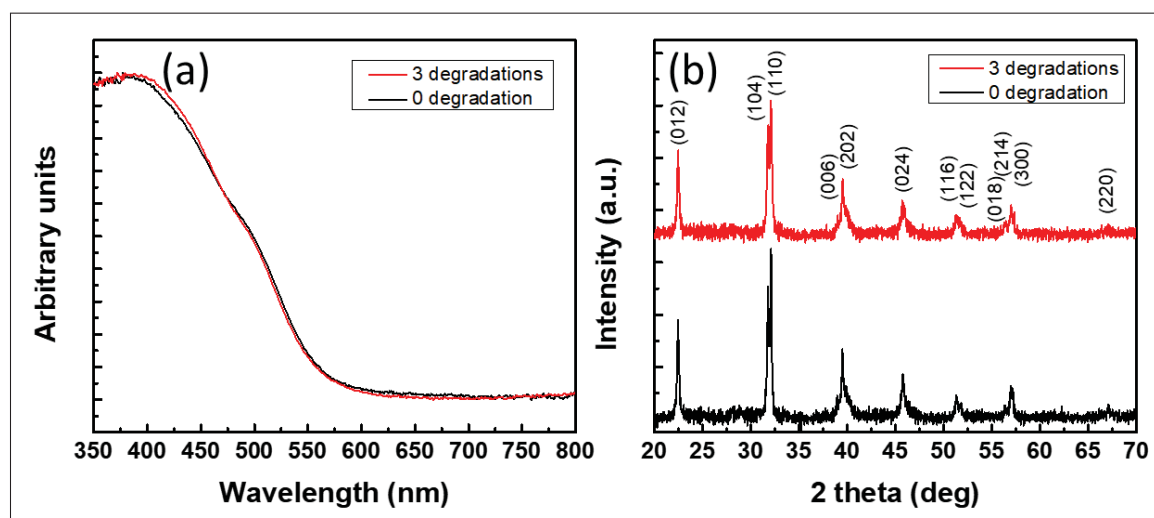 (a)
3 degradations
0 degradation
Arbitrary units
350 400 450 500 550 600 650 700 750 800
Wavelength (nm)
(b)
3 degradations
0 degradation
(012)
(104)
(110)
(006)
(202)
(024)
(116)
(122)
(018)
(214)
(300)
(220)
Intensity (a.u.)
20 25 30 35 40 45 50 55 60 65 70
2 theta (deg)